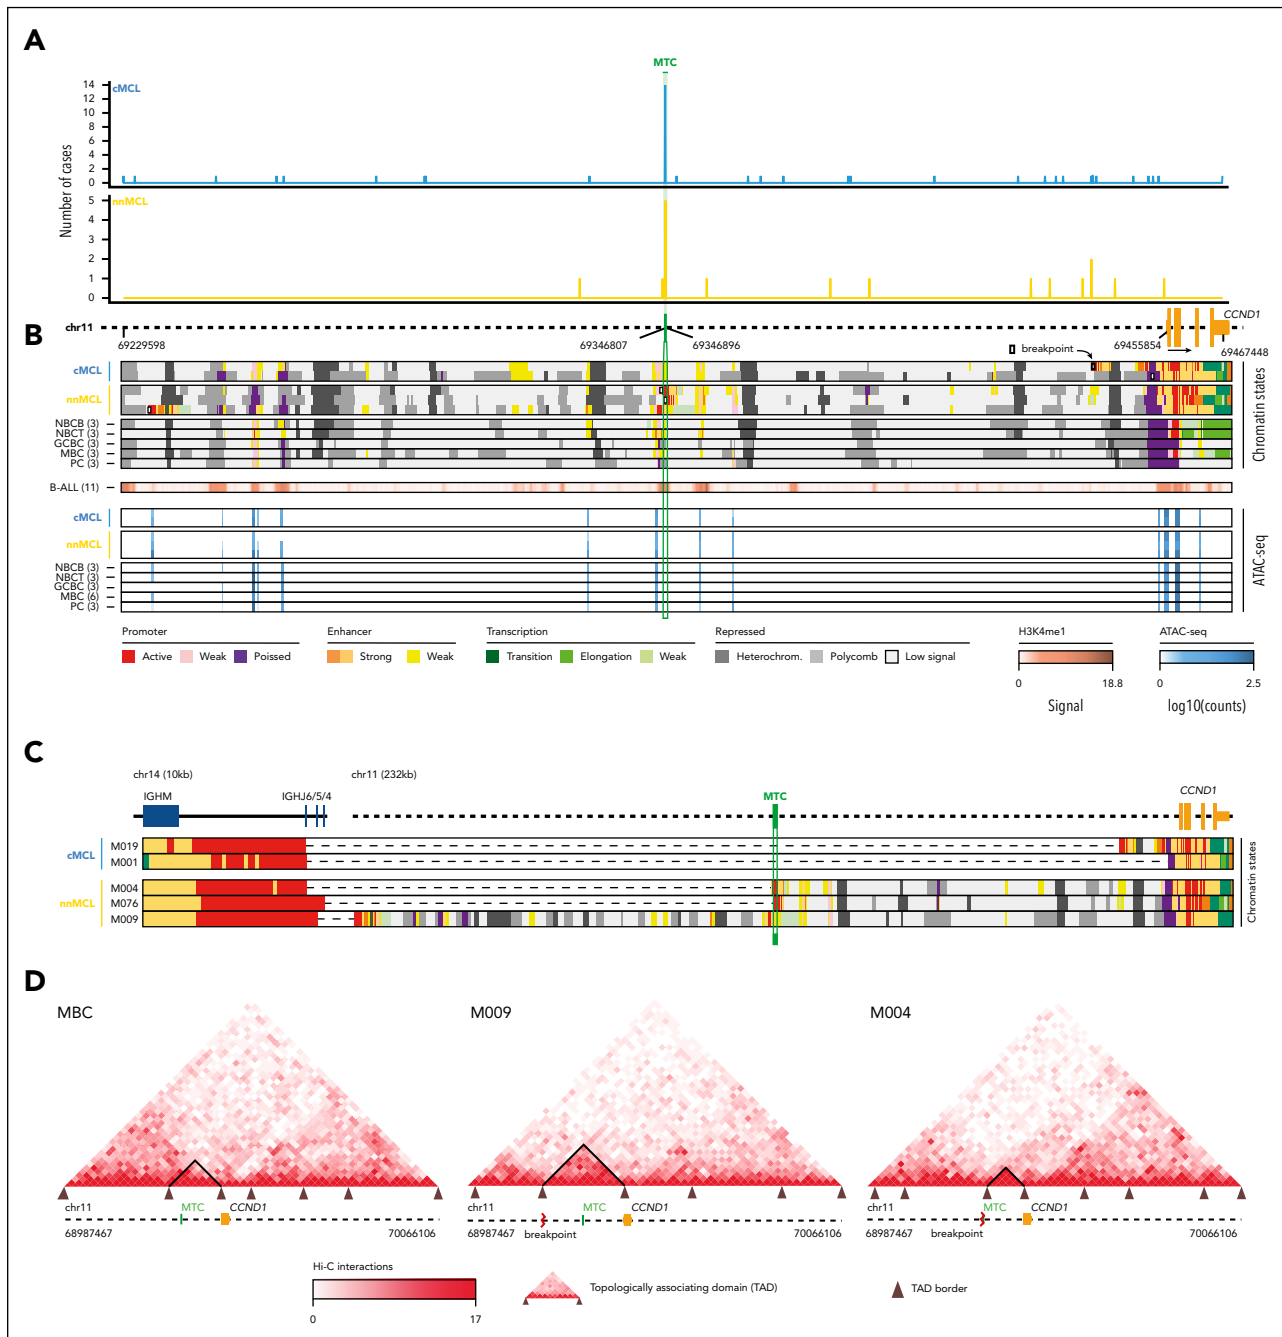 A
MTC
cMCL
14
12
10
8
6
4
2
0
Number of cases
nnMCL
5
4
3
2
1
0
B
chr11
CCND1
69229598
69346807
69346896
69455854
69467448
breakpoint
cMCL
nnMCL
NBCB (3)
NBCT (3)
GCBC (3)
MBC (3)
PC (3)
Chromatin states
B-ALL (11)
cMCL
nnMCL
NBCB (3)
NBCT (3)
GCBC (3)
MBC (6)
PC (3)
ATAC-seq
Promoter
Active Weak Poissed
Enhancer
Strong Weak
Transcription
Transition Elongation Weak
Repressed
Heterochrom. Polycomb Low signal
H3K4me1
0 18.8
Signal
ATAC-seq
0 2.5
log10(counts)
C
chr14 (10kb)
chr11 (232kb)
IGHM
IGHJ6/5/4
MTC
CCND1
cMCL
M019
M001
nnMCL
M004
M076
M009
Chromatin states
D
MBC
chr11
MTC
CCND1
68987467
70066106
M009
chr11
MTC
CCND1
68987467
breakpoint
70066106
M004
chr11
MTC
CCND1
68987467
breakpoint
70066106
Hi-C interactions
0 17
Topologically associating domain (TAD)
TAD border